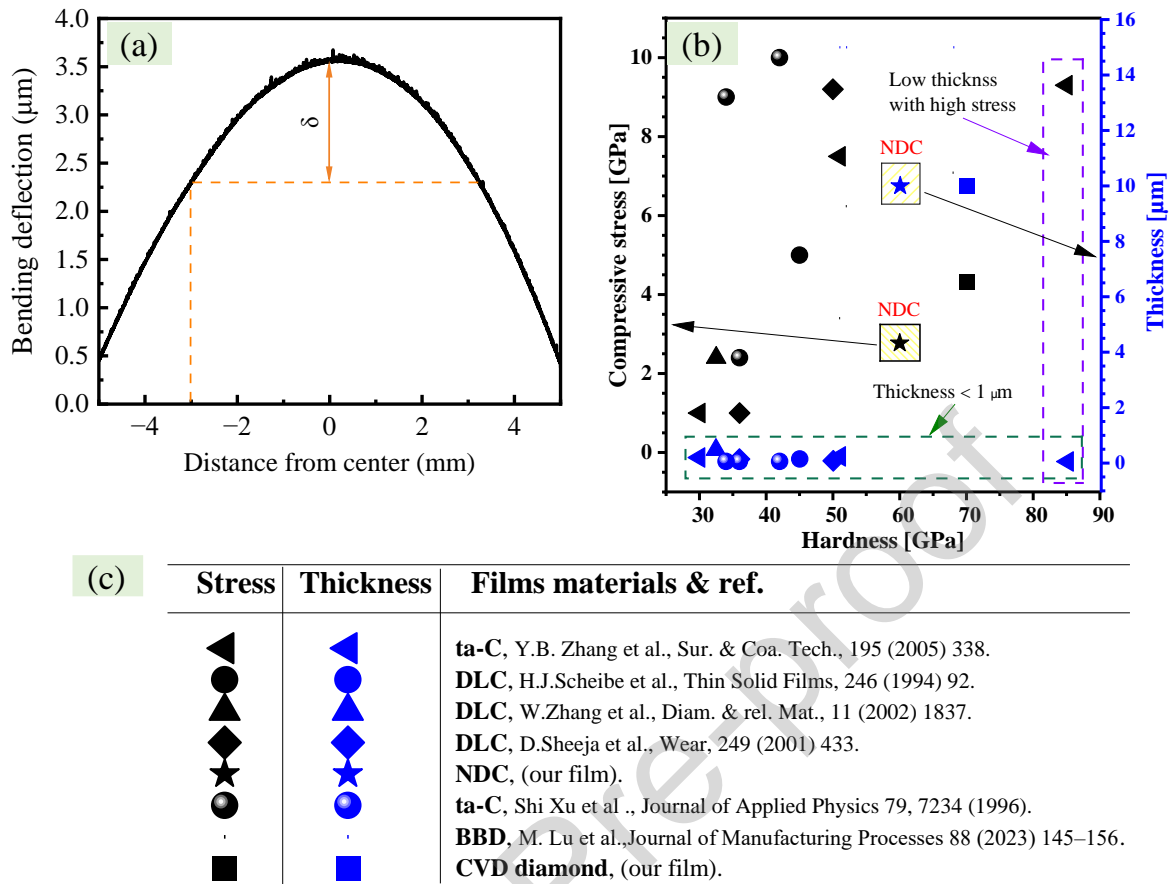 (a)
4.0
3.5
3.0
2.5
2.0
1.5
1.0
0.5
0.0
Bending deflection (μm)
δ
−4 −2 0 2 4
Distance from center (mm)
(b)
10
8
6
4
2
0
Compressive stress [GPa]
Low thicknss
with high stress
NDC
NDC
Thickness < 1 μm
16
14
12
10
8
6
4
2
0
Thickness [μm]
30 40 50 60 70 80 90
Hardness [GPa]
(c)
Stress Thickness Films materials & ref.
ta-C, Y.B. Zhang et al., Sur. & Coa. Tech., 195 (2005) 338.
DLC, H.J.Scheibe et al., Thin Solid Films, 246 (1994) 92.
DLC, W.Zhang et al., Diam. & rel. Mat., 11 (2002) 1837.
DLC, D.Sheeja et al., Wear, 249 (2001) 433.
NDC, (our film).
ta-C, Shi Xu et al ., Journal of Applied Physics 79, 7234 (1996).
BBD, M. Lu et al.,Journal of Manufacturing Processes 88 (2023) 145–156.
CVD diamond, (our film).
Pre-proof